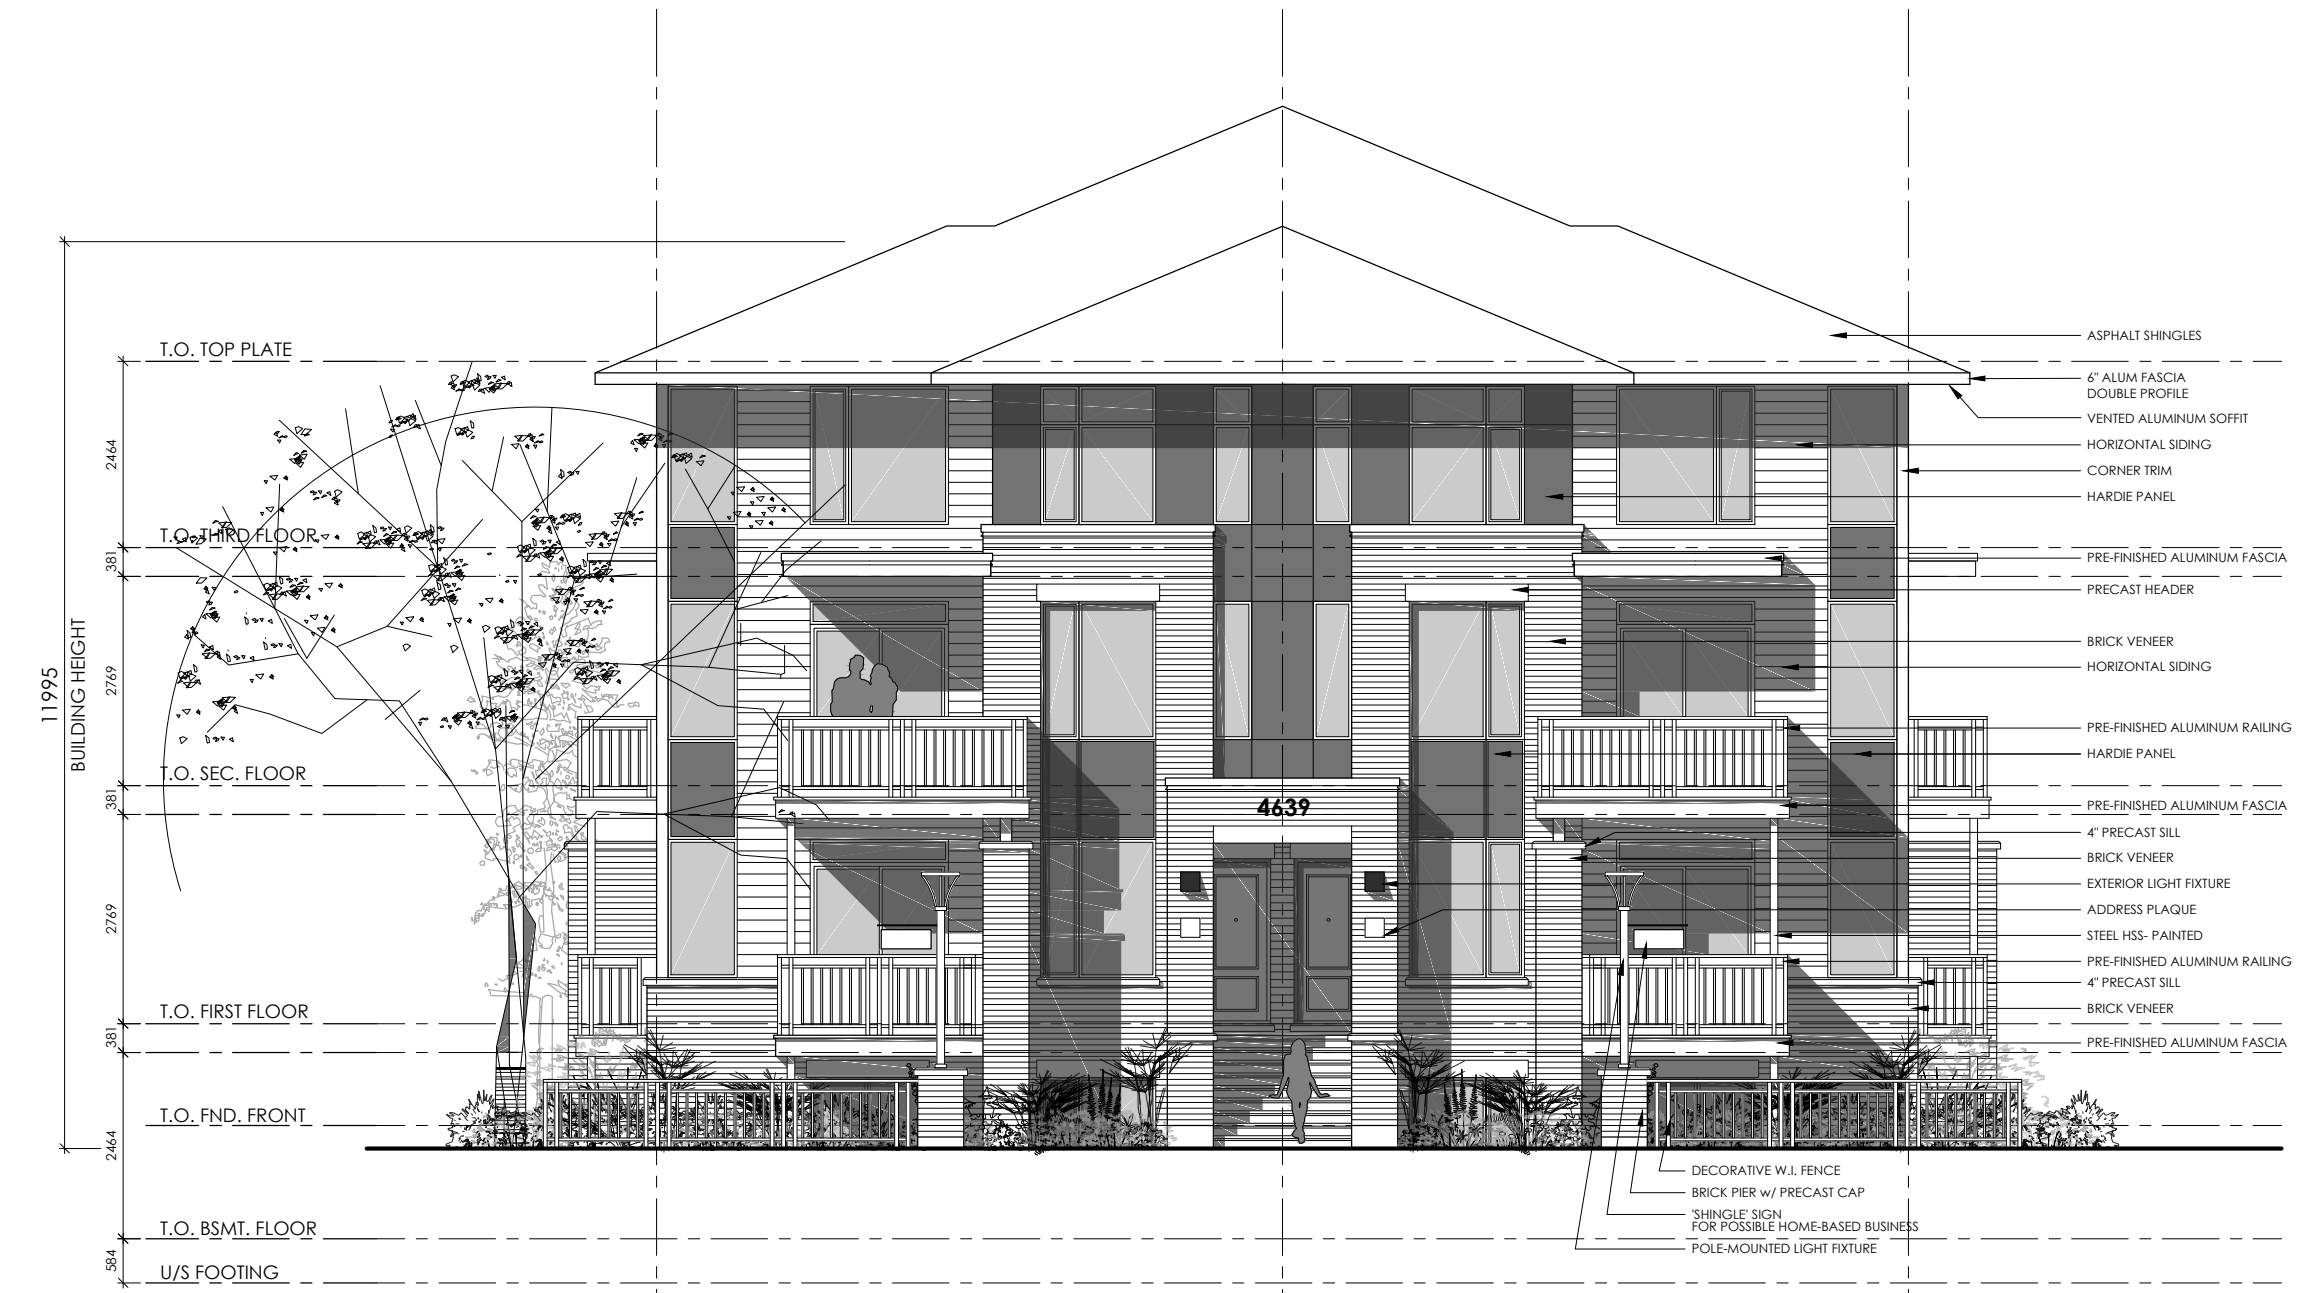 T.O. TOP PLATE
T.O. THIRD FLOOR
T.O. SEC. FLOOR
T.O. FIRST FLOOR
T.O. FND. FRONT
T.O. BSMT. FLOOR
U/S FOOTING
11995
BUILDING HEIGHT
2464
381
2769
381
2769
381
2464
584
4639
ASPHALT SHINGLES
6" ALUM FASCIA
DOUBLE PROFILE
VENTED ALUMINUM SOFFIT
HORIZONTAL SIDING
CORNER TRIM
HARDIE PANEL
PRE-FINISHED ALUMINUM FASCIA
PRECAST HEADER
BRICK VENEER
HORIZONTAL SIDING
PRE-FINISHED ALUMINUM RAILING
HARDIE PANEL
PRE-FINISHED ALUMINUM FASCIA
4" PRECAST SILL
BRICK VENEER
EXTERIOR LIGHT FIXTURE
ADDRESS PLAQUE
STEEL HSS- PAINTED
PRE-FINISHED ALUMINUM RAILING
4" PRECAST SILL
BRICK VENEER
PRE-FINISHED ALUMINUM FASCIA
DECORATIVE W.I. FENCE
BRICK PIER w/ PRECAST CAP
'SHINGLE' SIGN
FOR POSSIBLE HOME-BASED BUSINESS
POLE-MOUNTED LIGHT FIXTURE